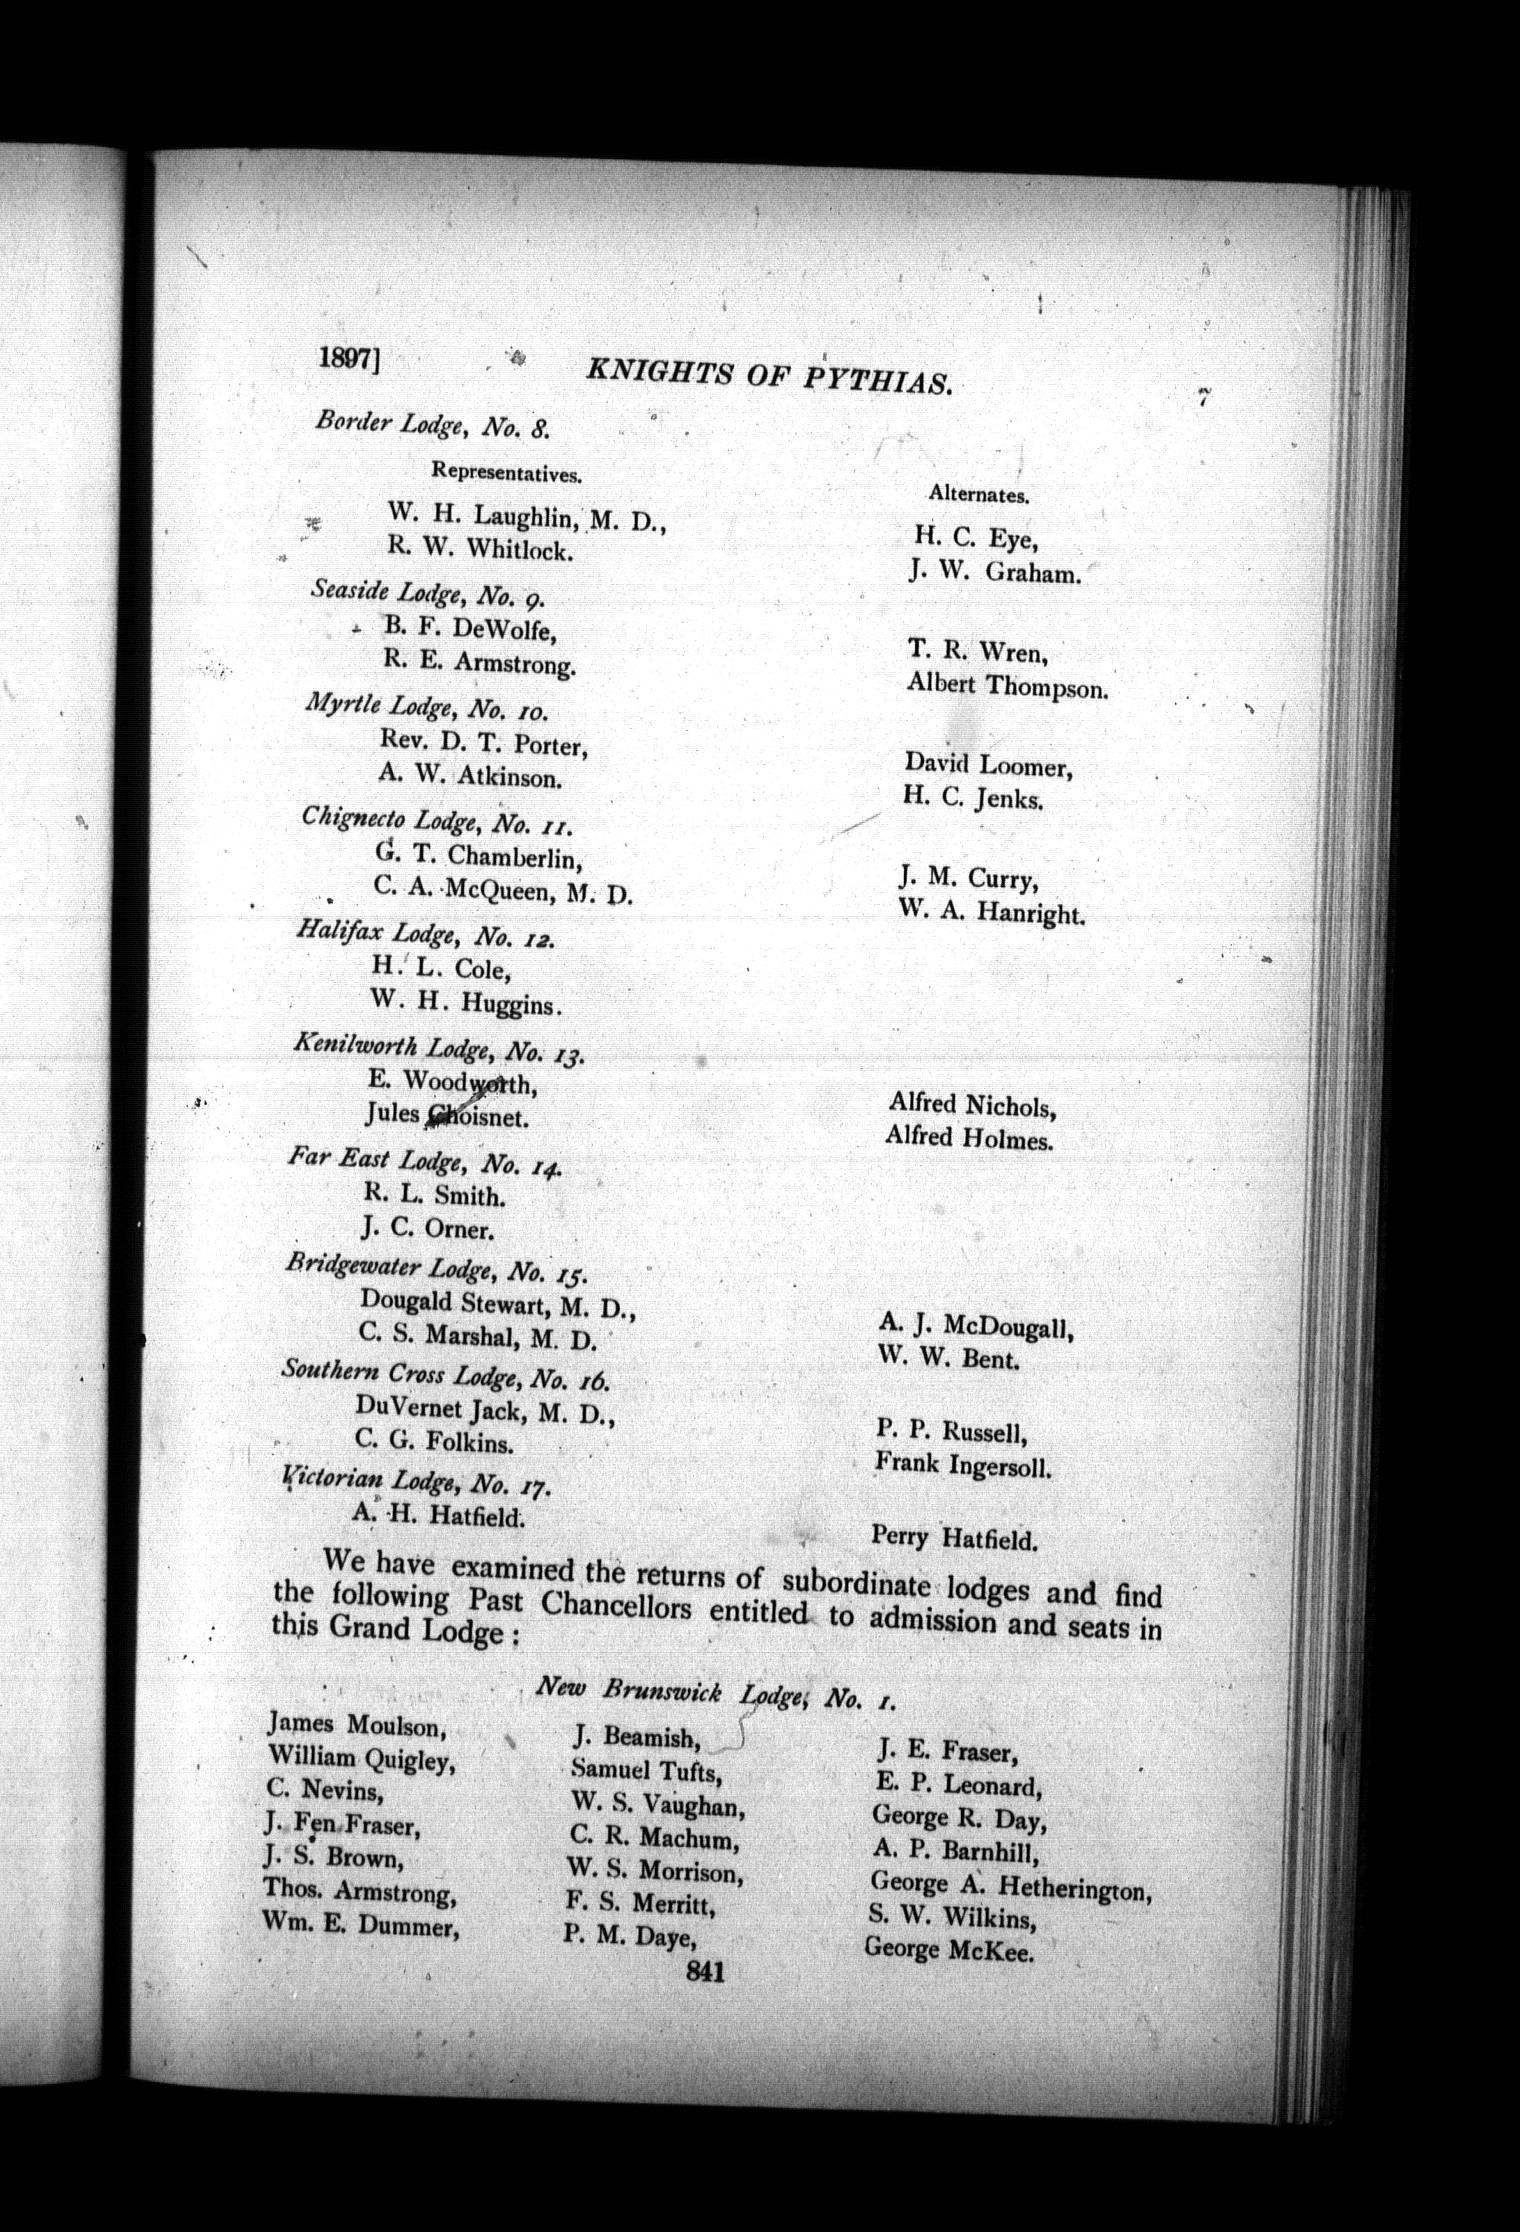 1897] KNIGHTS OF PYTHIAS. 7
Border Lodge, No. 8.
Representatives. Alternates.
W. H. Laughlin, M. D., H. C. Eye,
R. W. Whitlock. J. W. Graham.
Seaside Lodge, No. 9.
B. F. DeWolfe, T. R. Wren,
R. E. Armstrong. Albert Thompson.
Myrtle Lodge, No. 10.
Rev. D. T. Porter, David Loomer,
A. W. Atkinson. H. C. Jenks.
Chignecto Lodge, No. 11.
G. T. Chamberlin, J. M. Curry,
C. A. McQueen, M. D. W. A. Hanright.
Halifax Lodge, No. 12.
H. L. Cole,
W. H. Huggins.
Kenilworth Lodge, No. 13.
E. Woodworth, Alfred Nichols,
Jules Choisnet. Alfred Holmes.
Far East Lodge, No. 14.
R. L. Smith.
J. C. Orner.
Bridgewater Lodge, No. 15.
Dougald Stewart, M. D., A. J. McDougall,
C. S. Marshal, M. D. W. W. Bent.
Southern Cross Lodge, No. 16.
DuVernet Jack, M. D., P. P. Russell,
C. G. Folkins. Frank Ingersoll.
Victorian Lodge, No. 17.
A. H. Hatfield. Perry Hatfield.
We have examined the returns of subordinate lodges and find
the following Past Chancellors entitled to admission and seats in
this Grand Lodge :
New Brunswick Lodge, No. 1.
James Moulson, J. Beamish, J. E. Fraser,
William Quigley, Samuel Tufts, E. P. Leonard,
C. Nevins, W. S. Vaughan, George R. Day,
J. Fen Fraser, C. R. Machum, A. P. Barnhill,
J. S. Brown, W. S. Morrison, George A. Hetherington,
Thos. Armstrong, F. S. Merritt, S. W. Wilkins,
Wm. E. Dummer, P. M. Daye, George McKee.
841